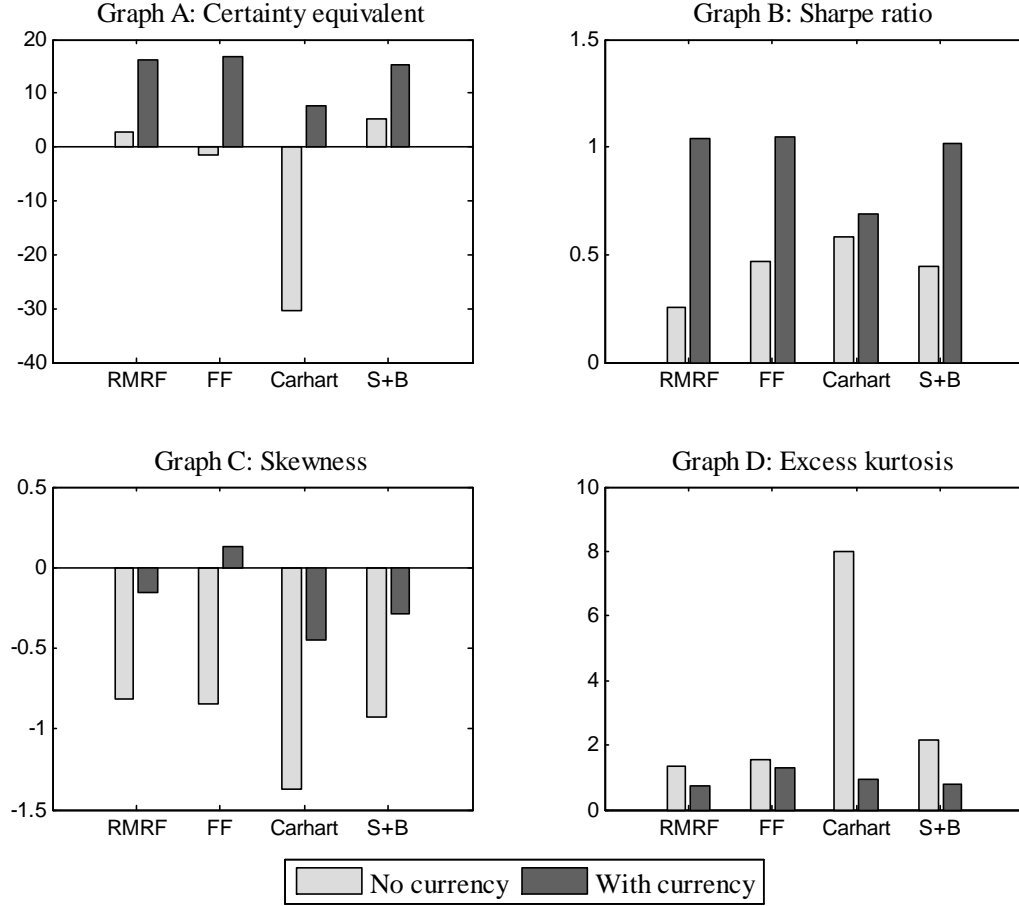 Graph A: Certainty equivalent
20
10
0
-10
-20
-30
-40
RMRF FF Carhart S+B
Graph B: Sharpe ratio
1.5
1
0.5
0
RMRF FF Carhart S+B
Graph C: Skewness
0.5
0
-0.5
-1
-1.5
RMRF FF Carhart S+B
Graph D: Excess kurtosis
10
8
6
4
2
0
RMRF FF Carhart S+B
No currency With currency